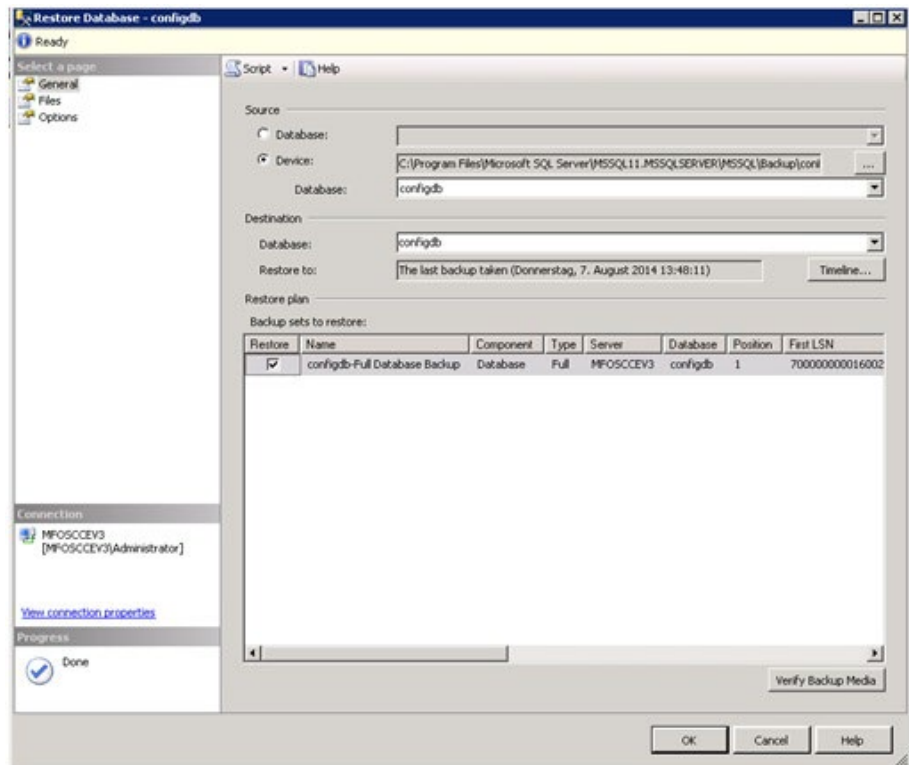 Restore Database - configdb
Ready
Select a page
General
Files
Options
Script
Help
Source
Database:
Device:
C:\Program Files\Microsoft SQL Server\MSSQL11.MSSQLSERVER\MSSQL\Backup\conf
...
Database:
configdb
Destination
Database:
configdb
Restore to:
The last backup taken (Donnerstag, 7. August 2014 13:48:11)
Timeline...
Restore plan
Backup sets to restore:
Restore Name Component Type Server Database Position First LSN
configdb-Full Database Backup Database Full MFOSCCEV3 configdb 1 700000000016002
Connection
MFOSCCEV3
[MFOSCCEV3\Administrator]
View connection properties
Progress
Done
Verify Backup Media
OK
Cancel
Help